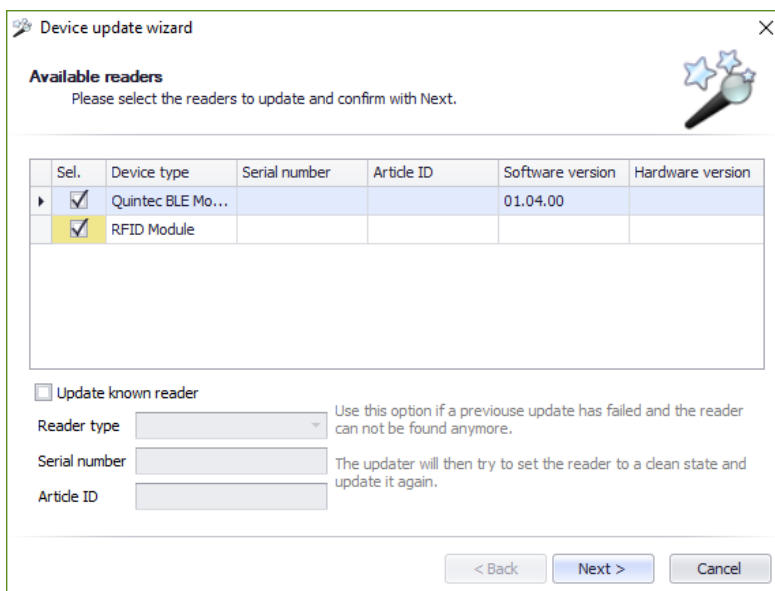 Device update wizard
Available readers
Please select the readers to update and confirm with Next.
Sel. Device type Serial number Article ID Software version Hardware version
Quintec BLE Mo... 01.04.00
RFID Module
Update known reader
Reader type
Use this option if a previouse update has failed and the reader
can not be found anymore.
Serial number
The updater will then try to set the reader to a clean state and
update it again.
Article ID
< Back Next > Cancel